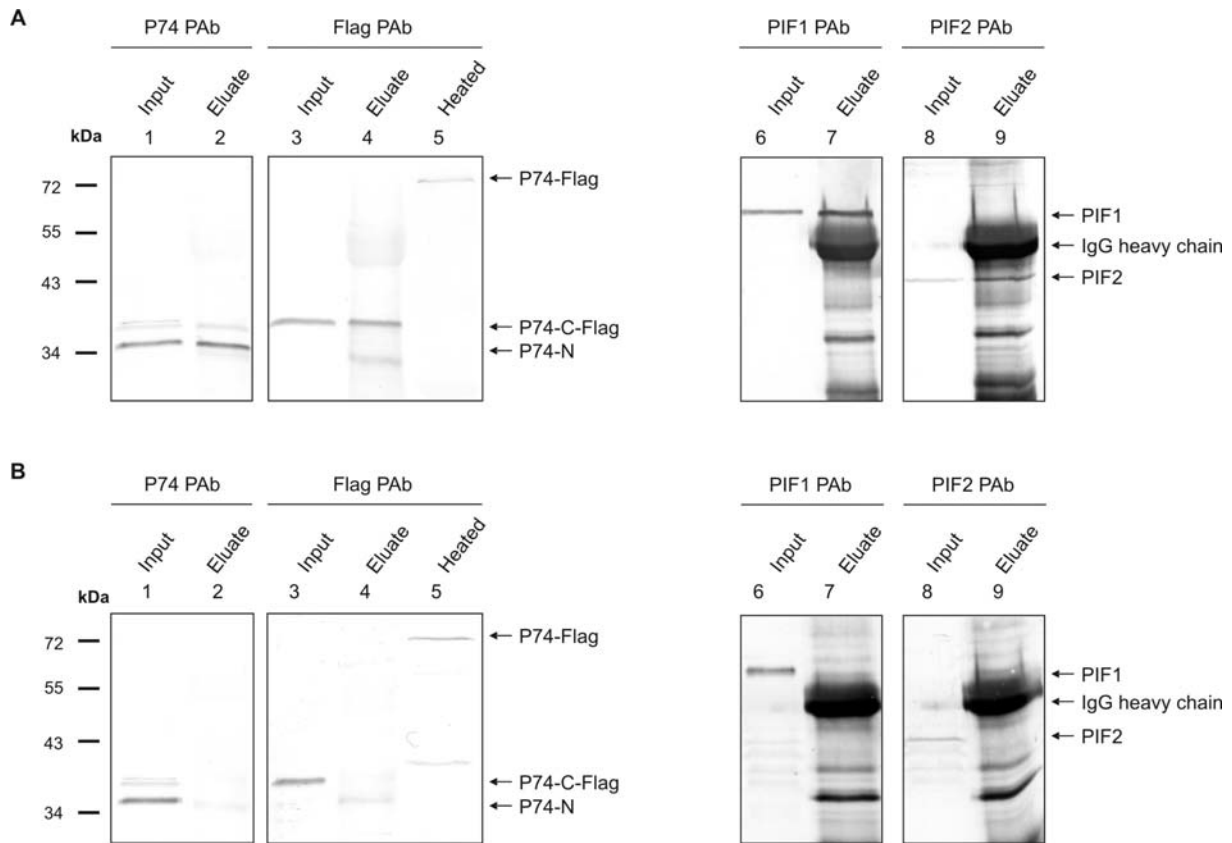 A
P74 PAb Flag PAb PIF1 PAb PIF2 PAb
Input Eluate Input Eluate Heated Input Eluate Input Eluate
kDa 1 2 3 4 5 6 7 8 9
72 ← P74-Flag
← PIF1
55
← IgG heavy chain
43 ← PIF2
← P74-C-Flag
34 ← P74-N
B
P74 PAb Flag PAb PIF1 PAb PIF2 PAb
Input Eluate Input Eluate Heated Input Eluate Input Eluate
kDa 1 2 3 4 5 6 7 8 9
72 ← P74-Flag
← PIF1
55
← IgG heavy chain
43 ← PIF2
← P74-C-Flag
34 ← P74-N